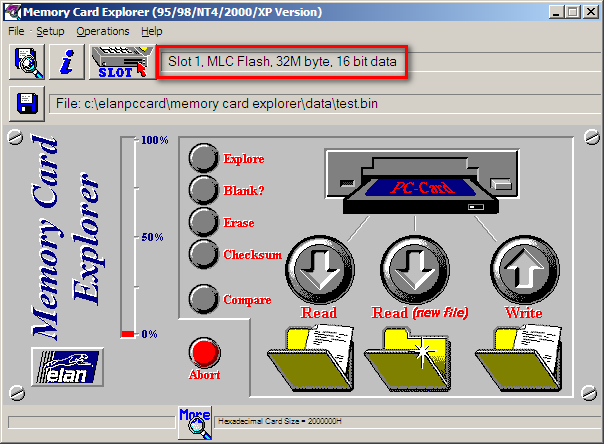 Memory Card Explorer (95/98/NT4/2000/XP Version)
File Setup Operations Help
SLOT
Slot 1, MLC Flash, 32M byte, 16 bit data
File: c:\elanpccard\memory card explorer\data\test.bin
Memory Card
Explorer
100%
50%
0%
elan
Explore
Blank?
Erase
Checksum
Compare
Abort
PC-Card
Read
Read (new file)
Write
More
Hexadecimal Card Size = 2000000H